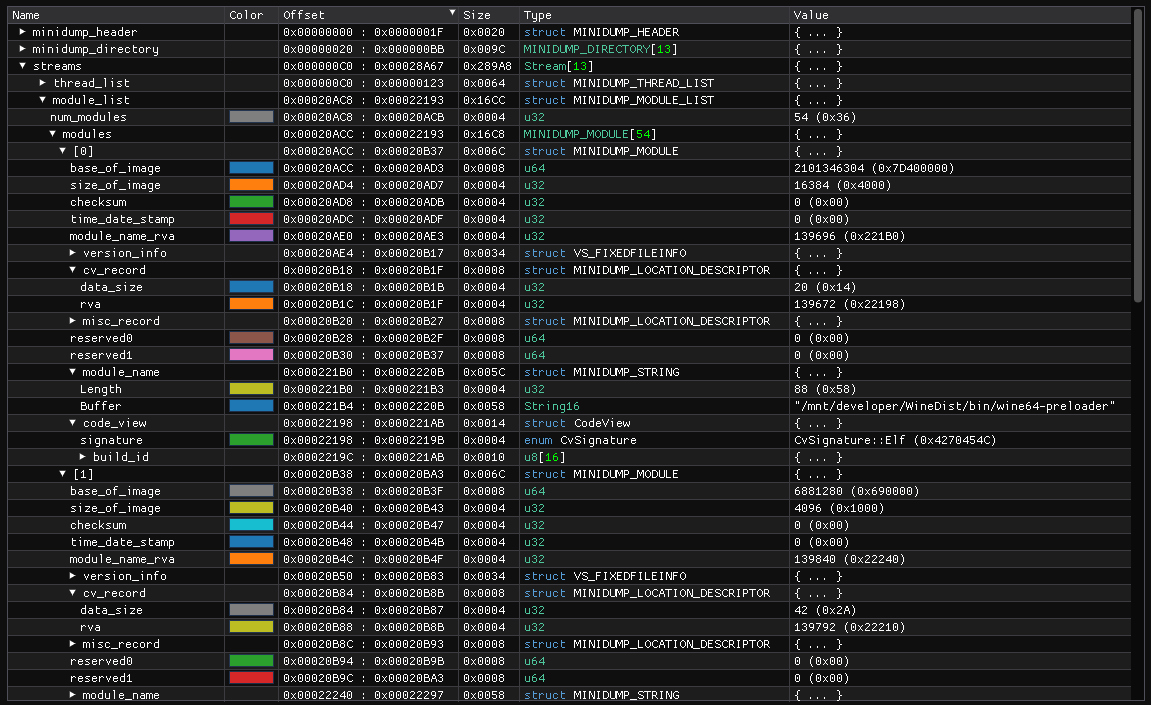 Name Color Offset Size Type Value
minidump_header 0x00000000 : 0x0000001F 0x0020 struct MINIDUMP_HEADER { ... }
minidump_directory 0x00000020 : 0x000000BB 0x009C MINIDUMP_DIRECTORY[13] { ... }
streams 0x000000C0 : 0x00028A67 0x289A8 Stream[13] { ... }
thread_list 0x000000C0 : 0x00000123 0x0064 struct MINIDUMP_THREAD_LIST { ... }
module_list 0x00020AC8 : 0x00022193 0x16CC struct MINIDUMP_MODULE_LIST { ... }
num_modules 0x00020AC8 : 0x00020ACB 0x0004 u32 54 (0x36)
modules 0x00020ACC : 0x00022193 0x16C8 MINIDUMP_MODULE[54] { ... }
[0] 0x00020ACC : 0x00020B37 0x006C struct MINIDUMP_MODULE { ... }
base_of_image 0x00020ACC : 0x00020AD3 0x0008 u64 2101346304 (0x7D400000)
size_of_image 0x00020AD4 : 0x00020AD7 0x0004 u32 16384 (0x4000)
checksum 0x00020AD8 : 0x00020ADB 0x0004 u32 0 (0x00)
time_date_stamp 0x00020ADC : 0x00020ADF 0x0004 u32 0 (0x00)
module_name_rva 0x00020AE0 : 0x00020AE3 0x0004 u32 139696 (0x221B0)
version_info 0x00020AE4 : 0x00020B17 0x0034 struct VS_FIXEDFILEINFO { ... }
cv_record 0x00020B18 : 0x00020B1F 0x0008 struct MINIDUMP_LOCATION_DESCRIPTOR { ... }
data_size 0x00020B18 : 0x00020B1B 0x0004 u32 20 (0x14)
rva 0x00020B1C : 0x00020B1F 0x0004 u32 139672 (0x22198)
misc_record 0x00020B20 : 0x00020B27 0x0008 struct MINIDUMP_LOCATION_DESCRIPTOR { ... }
reserved0 0x00020B28 : 0x00020B2F 0x0008 u64 0 (0x00)
reserved1 0x00020B30 : 0x00020B37 0x0008 u64 0 (0x00)
module_name 0x000221B0 : 0x0002220B 0x005C struct MINIDUMP_STRING { ... }
Length 0x000221B0 : 0x000221B3 0x0004 u32 88 (0x58)
Buffer 0x000221B4 : 0x0002220B 0x0058 String16 "/mnt/developer/WineDist/bin/wine64-preloader"
code_view 0x00022198 : 0x000221AB 0x0014 struct CodeView { ... }
signature 0x00022198 : 0x0002219B 0x0004 enum CvSignature CvSignature::Elf (0x4270454C)
build_id 0x0002219C : 0x000221AB 0x0010 u8[16] { ... }
[1] 0x00020B38 : 0x00020BA3 0x006C struct MINIDUMP_MODULE { ... }
base_of_image 0x00020B38 : 0x00020B3F 0x0008 u64 6881280 (0x690000)
size_of_image 0x00020B40 : 0x00020B43 0x0004 u32 4096 (0x1000)
checksum 0x00020B44 : 0x00020B47 0x0004 u32 0 (0x00)
time_date_stamp 0x00020B48 : 0x00020B4B 0x0004 u32 0 (0x00)
module_name_rva 0x00020B4C : 0x00020B4F 0x0004 u32 139840 (0x22240)
version_info 0x00020B50 : 0x00020B83 0x0034 struct VS_FIXEDFILEINFO { ... }
cv_record 0x00020B84 : 0x00020B8B 0x0008 struct MINIDUMP_LOCATION_DESCRIPTOR { ... }
data_size 0x00020B84 : 0x00020B87 0x0004 u32 42 (0x2A)
rva 0x00020B88 : 0x00020B8B 0x0004 u32 139792 (0x22210)
misc_record 0x00020B8C : 0x00020B93 0x0008 struct MINIDUMP_LOCATION_DESCRIPTOR { ... }
reserved0 0x00020B94 : 0x00020B9B 0x0008 u64 0 (0x00)
reserved1 0x00020B9C : 0x00020BA3 0x0008 u64 0 (0x00)
module_name 0x00022240 : 0x00022297 0x0058 struct MINIDUMP_STRING { ... }